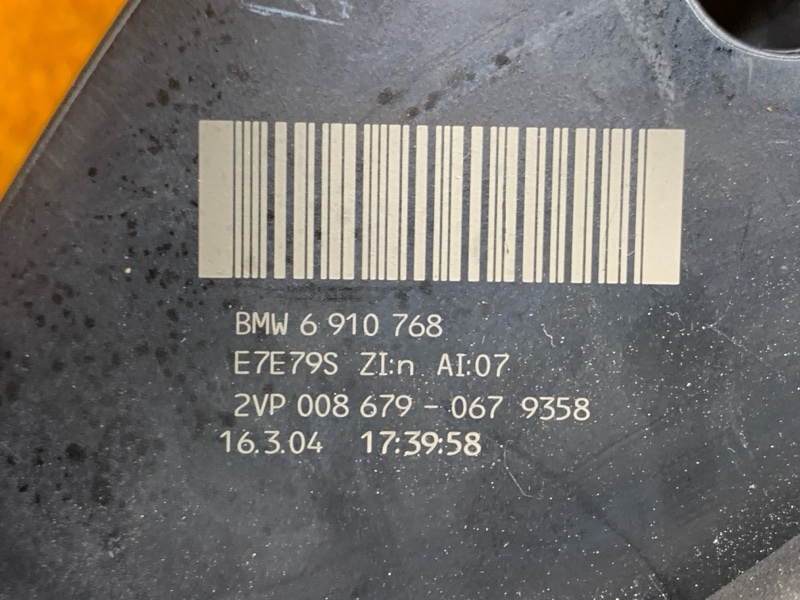 BMW 6 910 768
E7E79S ZI:n AI:07
2VP 008 679 - 067 9358
16.3.04 17:39:58